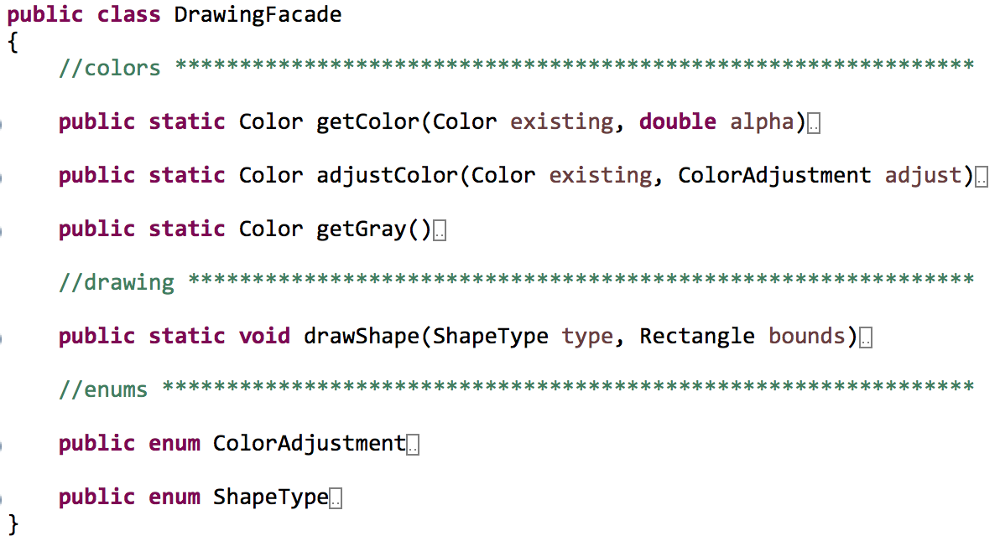 public class DrawingFacade
{
//colors **************************************************************
public static Color getColor(Color existing, double alpha)..
public static Color adjustColor(Color existing, ColorAdjustment adjust)..
public static Color getGray()..
//drawing *************************************************************
public static void drawShape(ShapeType type, Rectangle bounds)..
//enums ***************************************************************
public enum ColorAdjustment..
public enum ShapeType..
}